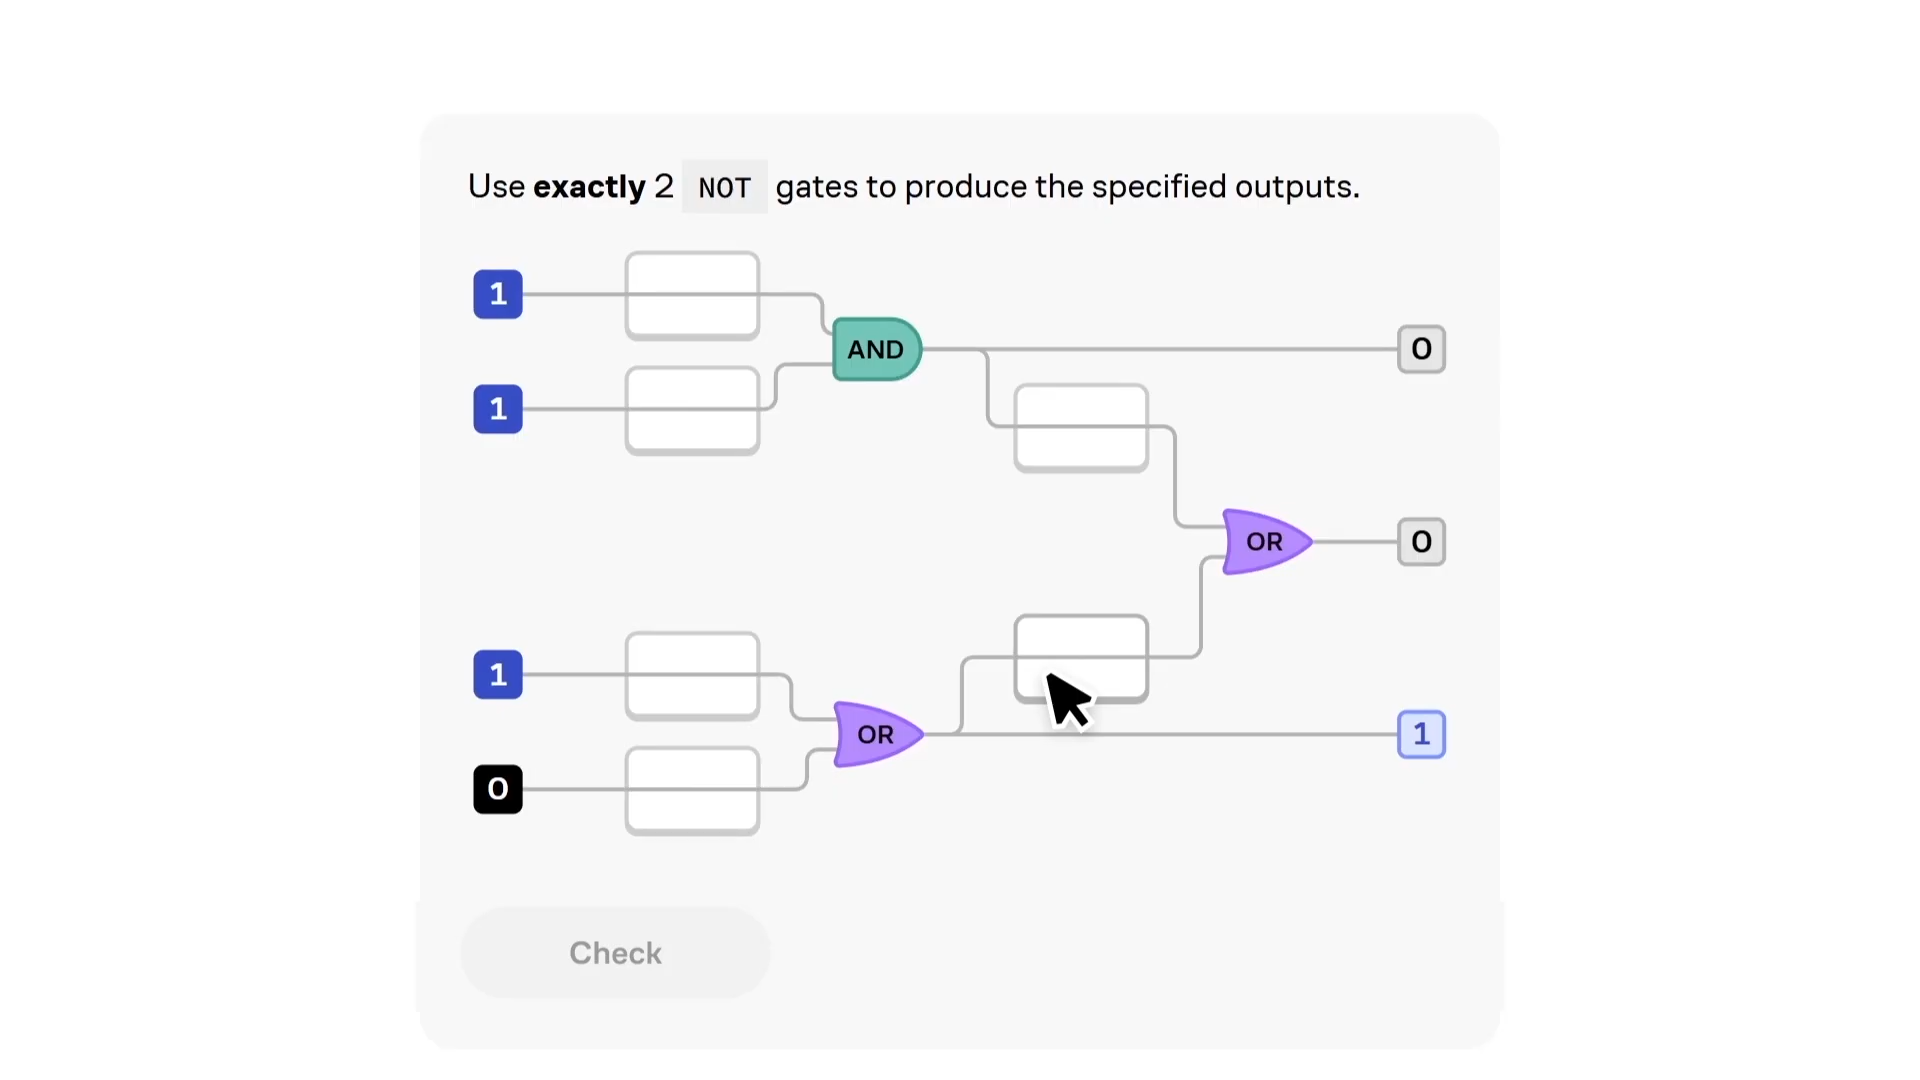 Use exactly 2 NOT gates to produce the specified outputs.
1
AND
0
1
OR
0
1
OR
1
0
Check